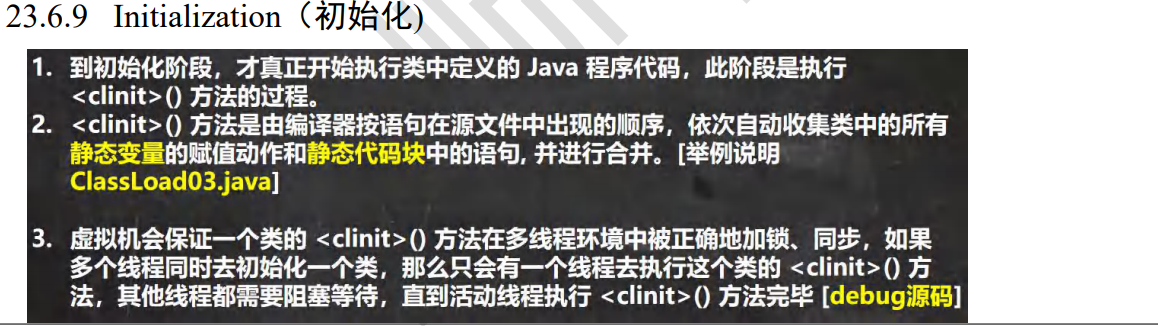 23.6.9 Initialization（初始化)
1. 到初始化阶段，才真正开始执行类中定义的 Java 程序代码，此阶段是执行
<clinit>() 方法的过程。
2. <clinit>() 方法是由编译器按语句在源文件中出现的顺序，依次自动收集类中的所有
静态变量的赋值动作和静态代码块中的语句, 并进行合并。[举例说明
ClassLoad03.java]
3. 虚拟机会保证一个类的 <clinit>() 方法在多线程环境中被正确地加锁、同步，如果
多个线程同时去初始化一个类，那么只会有一个线程去执行这个类的 <clinit>() 方
法，其他线程都需要阻塞等待，直到活动线程执行 <clinit>() 方法完毕 [debug源码]